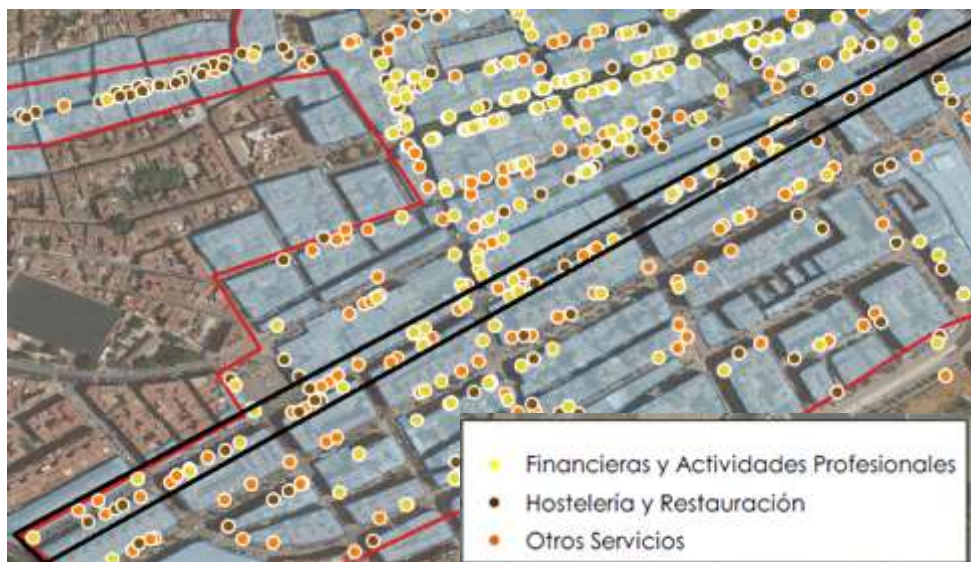 Financieras y Actividades Profesionales
Hostelería y Restauración
Otros Servicios